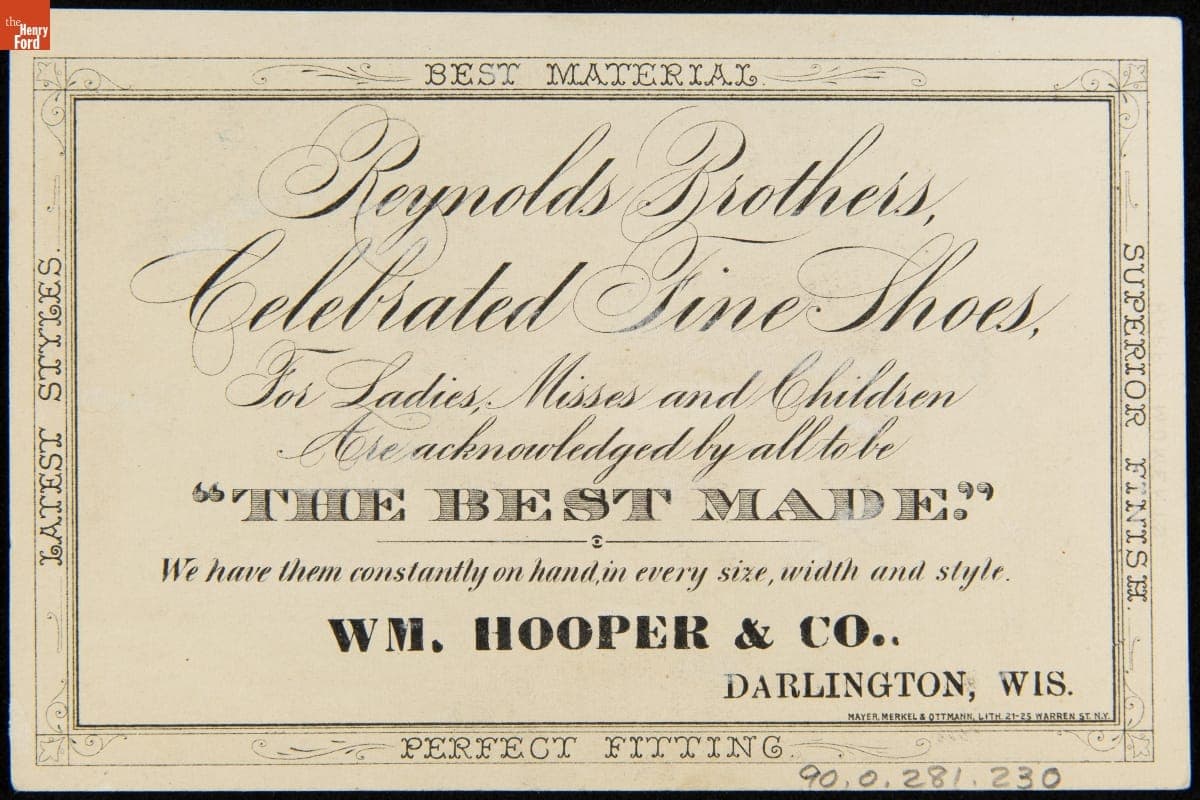 the
Henry
Ford
BEST MATERIAL.
LATEST STYLES.
SUPERIOR FINISH.
Reynolds Brothers,
Celebrated Fine Shoes,
For Ladies, Misses and Children
Are acknowledged by all to be
“THE BEST MADE.”
We have them constantly on hand, in every size, width and style.
WM. HOOPER & CO..
DARLINGTON, WIS.
MAYER, MERKEL & OTTMANN, LITH. 21-25 WARREN ST. N.Y.
PERFECT FITTING.
90.0.281.230